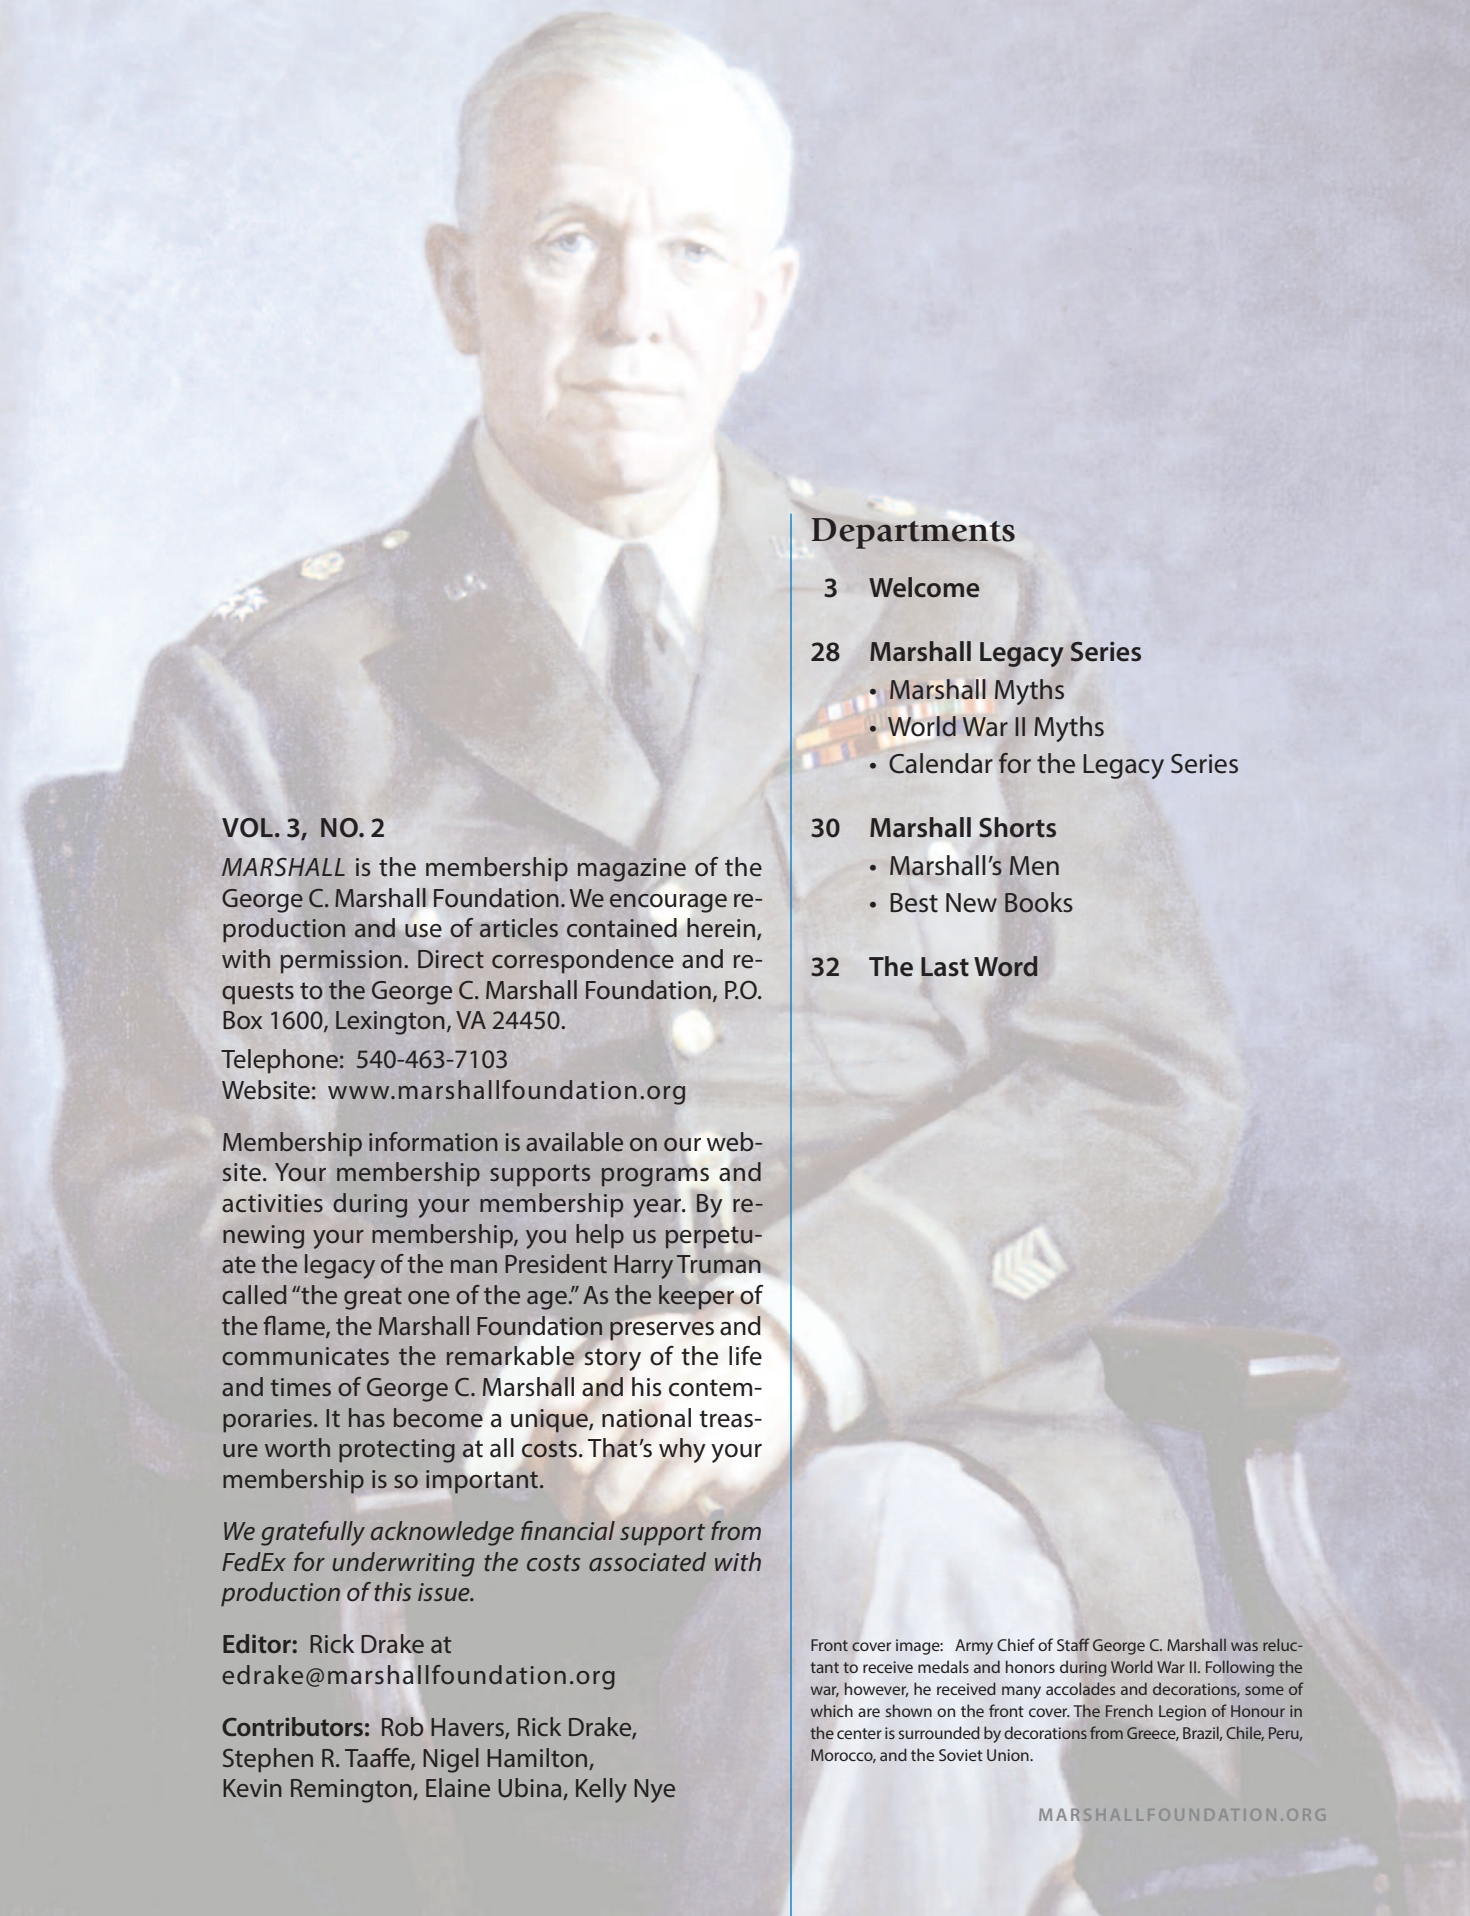 Departments
3 Welcome
28 Marshall Legacy Series
• Marshall Myths
• World War II Myths
• Calendar for the Legacy Series
30 Marshall Shorts
• Marshall’s Men
• Best New Books
32 The Last Word
VOL. 3, NO. 2
MARSHALL is the membership magazine of the
George C. Marshall Foundation. We encourage re-
production and use of articles contained herein,
with permission. Direct correspondence and re-
quests to the George C. Marshall Foundation, P.O.
Box 1600, Lexington, VA 24450.
Telephone: 540-463-7103
Website: www.marshallfoundation.org
Membership information is available on our web-
site. Your membership supports programs and
activities during your membership year. By re-
newing your membership, you help us perpetu-
ate the legacy of the man President Harry Truman
called “the great one of the age.” As the keeper of
the flame, the Marshall Foundation preserves and
communicates the remarkable story of the life
and times of George C. Marshall and his contem-
poraries. It has become a unique, national treas-
ure worth protecting at all costs. That’s why your
membership is so important.
We gratefully acknowledge financial support from
FedEx for underwriting the costs associated with
production of this issue.
Editor: Rick Drake at
edrake@marshallfoundation.org
Contributors: Rob Havers, Rick Drake,
Stephen R. Taaffe, Nigel Hamilton,
Kevin Remington, Elaine Ubina, Kelly Nye
Front cover image: Army Chief of Staff George C. Marshall was reluc-
tant to receive medals and honors during World War II. Following the
war, however, he received many accolades and decorations, some of
which are shown on the front cover. The French Legion of Honour in
the center is surrounded by decorations from Greece, Brazil, Chile, Peru,
Morocco, and the Soviet Union.
MARSHALLFOUNDATION.ORG